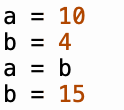 a = 10
b = 4
a = b
b = 15